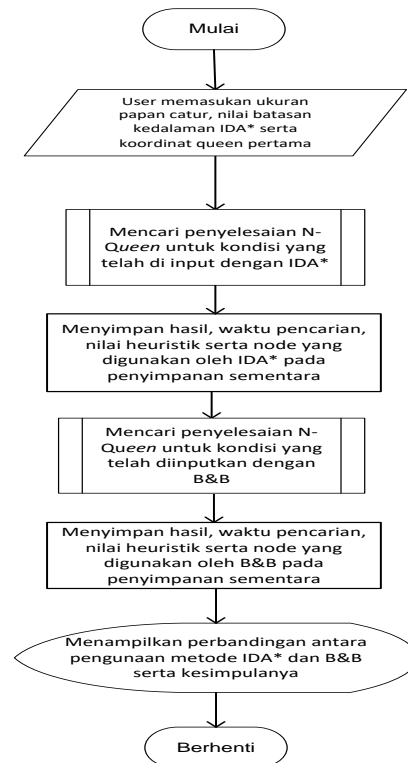 Mulai
User memasukan ukuran
papan catur, nilai batasan
kedalaman IDA* serta
koordinat queen pertama
Mencari penyelesaian N-
Queen untuk kondisi yang
telah di input dengan IDA*
Menyimpan hasil, waktu pencarian,
nilai heuristik serta node yang
digunakan oleh IDA* pada
penyimpanan sementara
Mencari penyelesaian N-
Queen untuk kondisi yang
telah diinputkan dengan
B&B
Menyimpan hasil, waktu pencarian,
nilai heuristik serta node yang
digunakan oleh B&B pada
penyimpanan sementara
Menampilkan perbandingan antara
pengunaan metode IDA* dan B&B
serta kesimpulanya
Berhenti